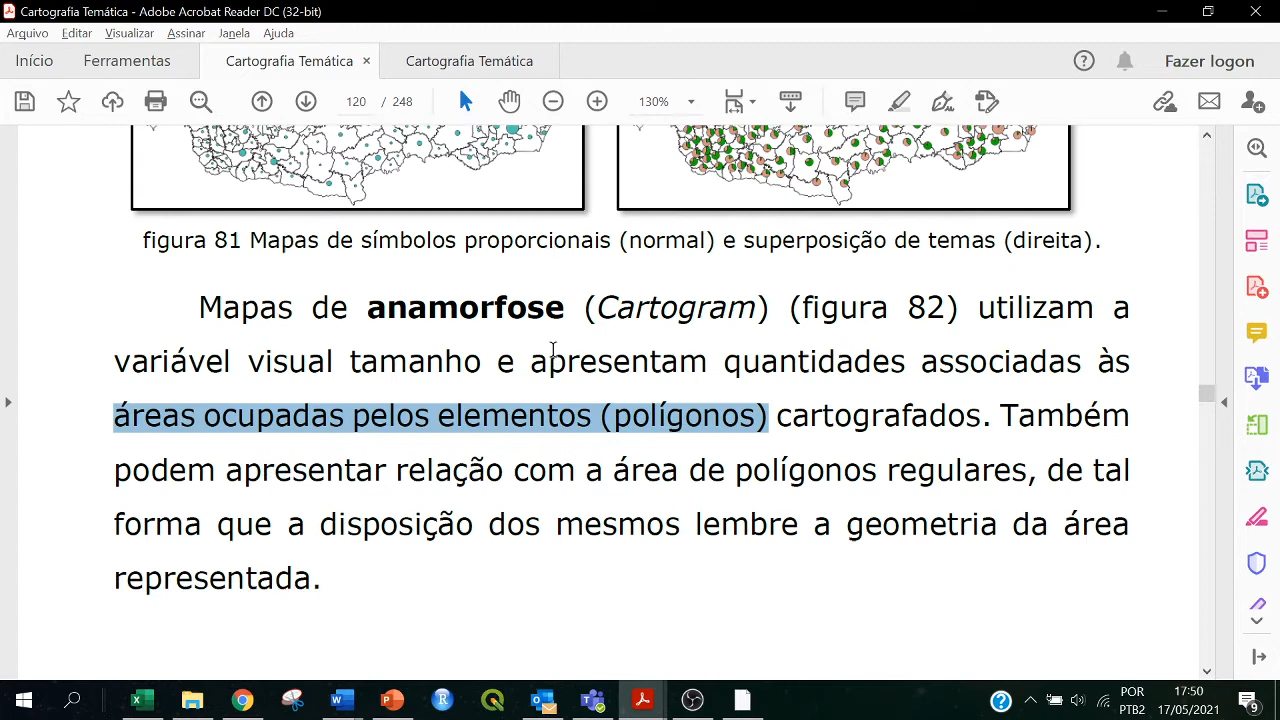 Cartografia Temática - Adobe Acrobat Reader DC (32-bit)
Arquivo Editar Visualizar Assinar Janela Ajuda
Início Ferramentas Cartografia Temática × Cartografia Temática Fazer logon
120 / 248 130%
figura 81 Mapas de símbolos proporcionais (normal) e superposição de temas (direita).
Mapas de anamorfose (Cartogram) (figura 82) utilizam a
variável visual tamanho e apresentam quantidades associadas às
áreas ocupadas pelos elementos (polígonos) cartografados. Também
podem apresentar relação com a área de polígonos regulares, de tal
forma que a disposição dos mesmos lembre a geometria da área
representada.
POR 17:50
PTB2 17/05/2021 9